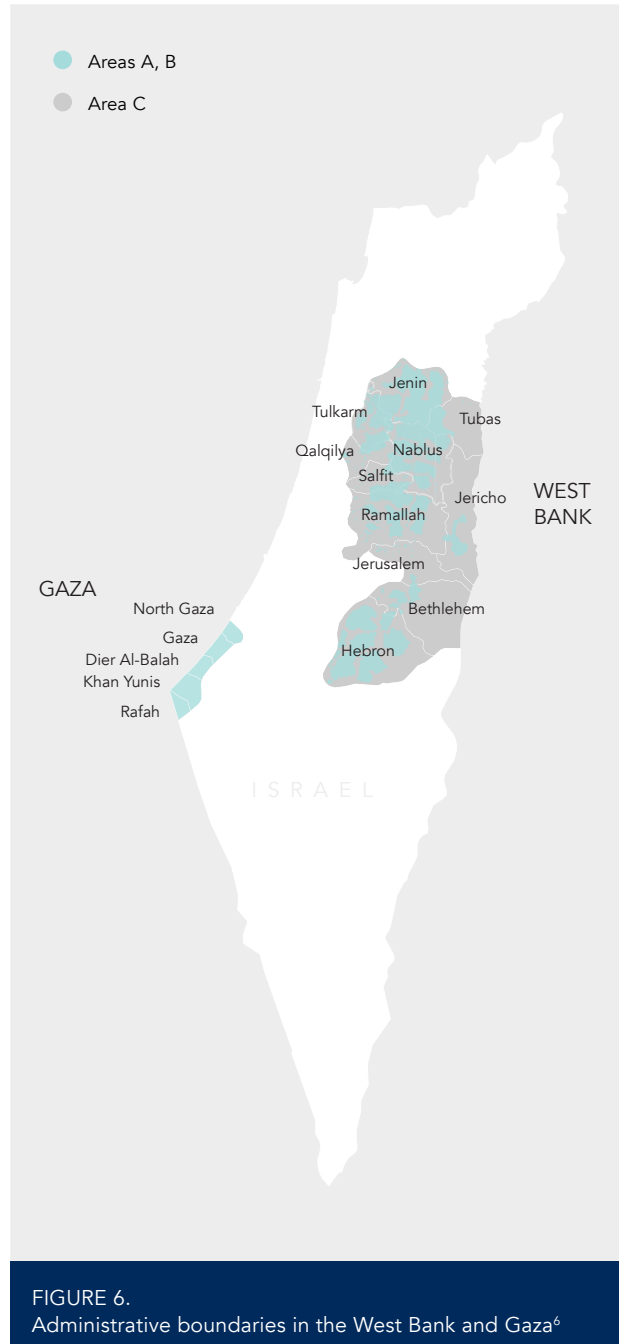 Areas A, B
Area C
Jenin
Tulkarm
Tubas
Qalqilya
Nablus
Salfit
Jericho
WEST
BANK
Ramallah
Jerusalem
GAZA
North Gaza
Bethlehem
Gaza
Hebron
Dier Al-Balah
Khan Yunis
Rafah
ISRAEL
FIGURE 6.
Administrative boundaries in the West Bank and Gaza⁶